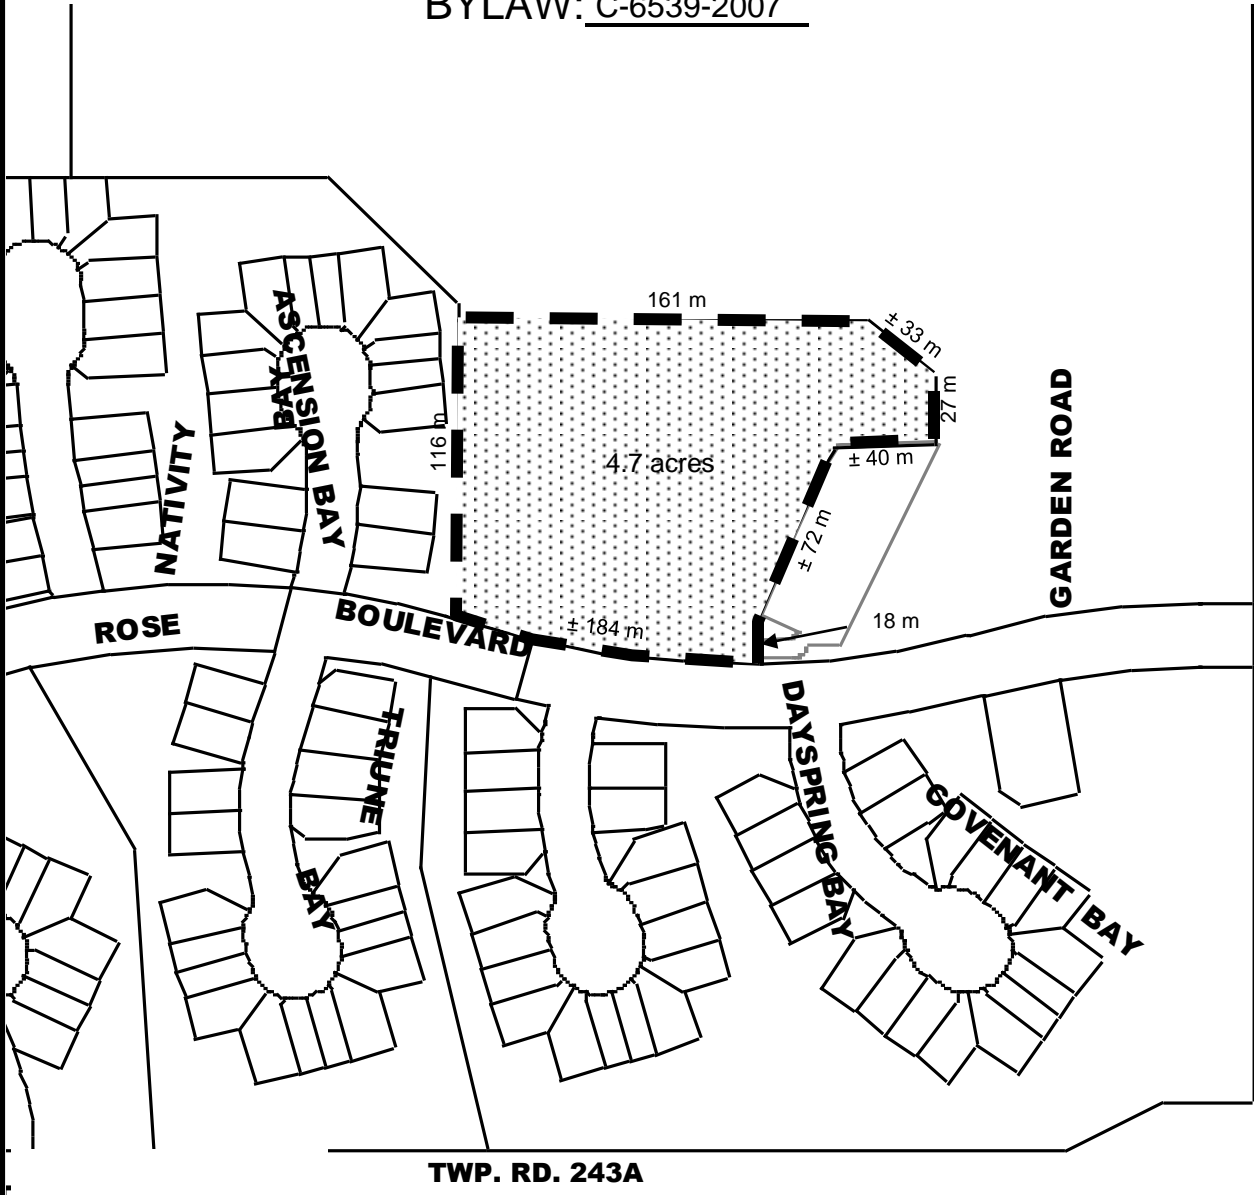 BYLAW: C-6539-2007
161 m
± 33 m
27 m
± 40 m
116 m
4.7 acres
± 72 m
± 184 m
18 m
ASCENSION BAY
BAY
NATIVITY
GARDEN ROAD
ROSE
BOULEVARD
TRIUNE
BAY
DAYSPRING BAY
COVENANT BAY
TWP. RD. 243A